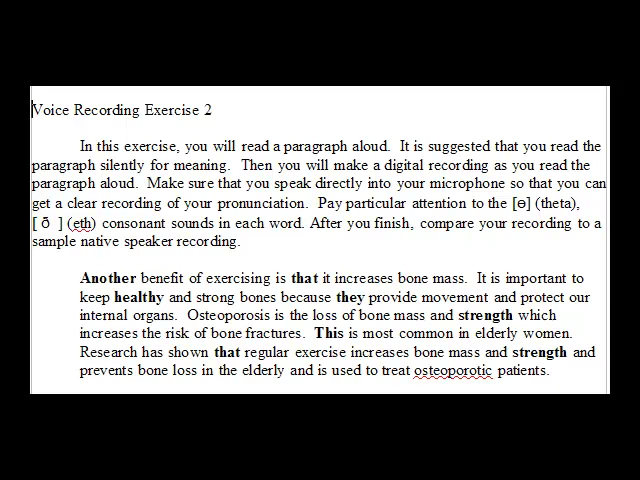 Voice Recording Exercise 2
In this exercise, you will read a paragraph aloud.  It is suggested that you read the
paragraph silently for meaning.  Then you will make a digital recording as you read the
paragraph aloud.  Make sure that you speak directly into your microphone so that you can
get a clear recording of your pronunciation.  Pay particular attention to the [ɵ] (theta),
[ ð ] (eth) consonant sounds in each word. After you finish, compare your recording to a
sample native speaker recording.
Another benefit of exercising is that it increases bone mass.  It is important to
keep healthy and strong bones because they provide movement and protect our
internal organs.  Osteoporosis is the loss of bone mass and strength which
increases the risk of bone fractures.  This is most common in elderly women.
Research has shown that regular exercise increases bone mass and strength and
prevents bone loss in the elderly and is used to treat osteoporotic patients.